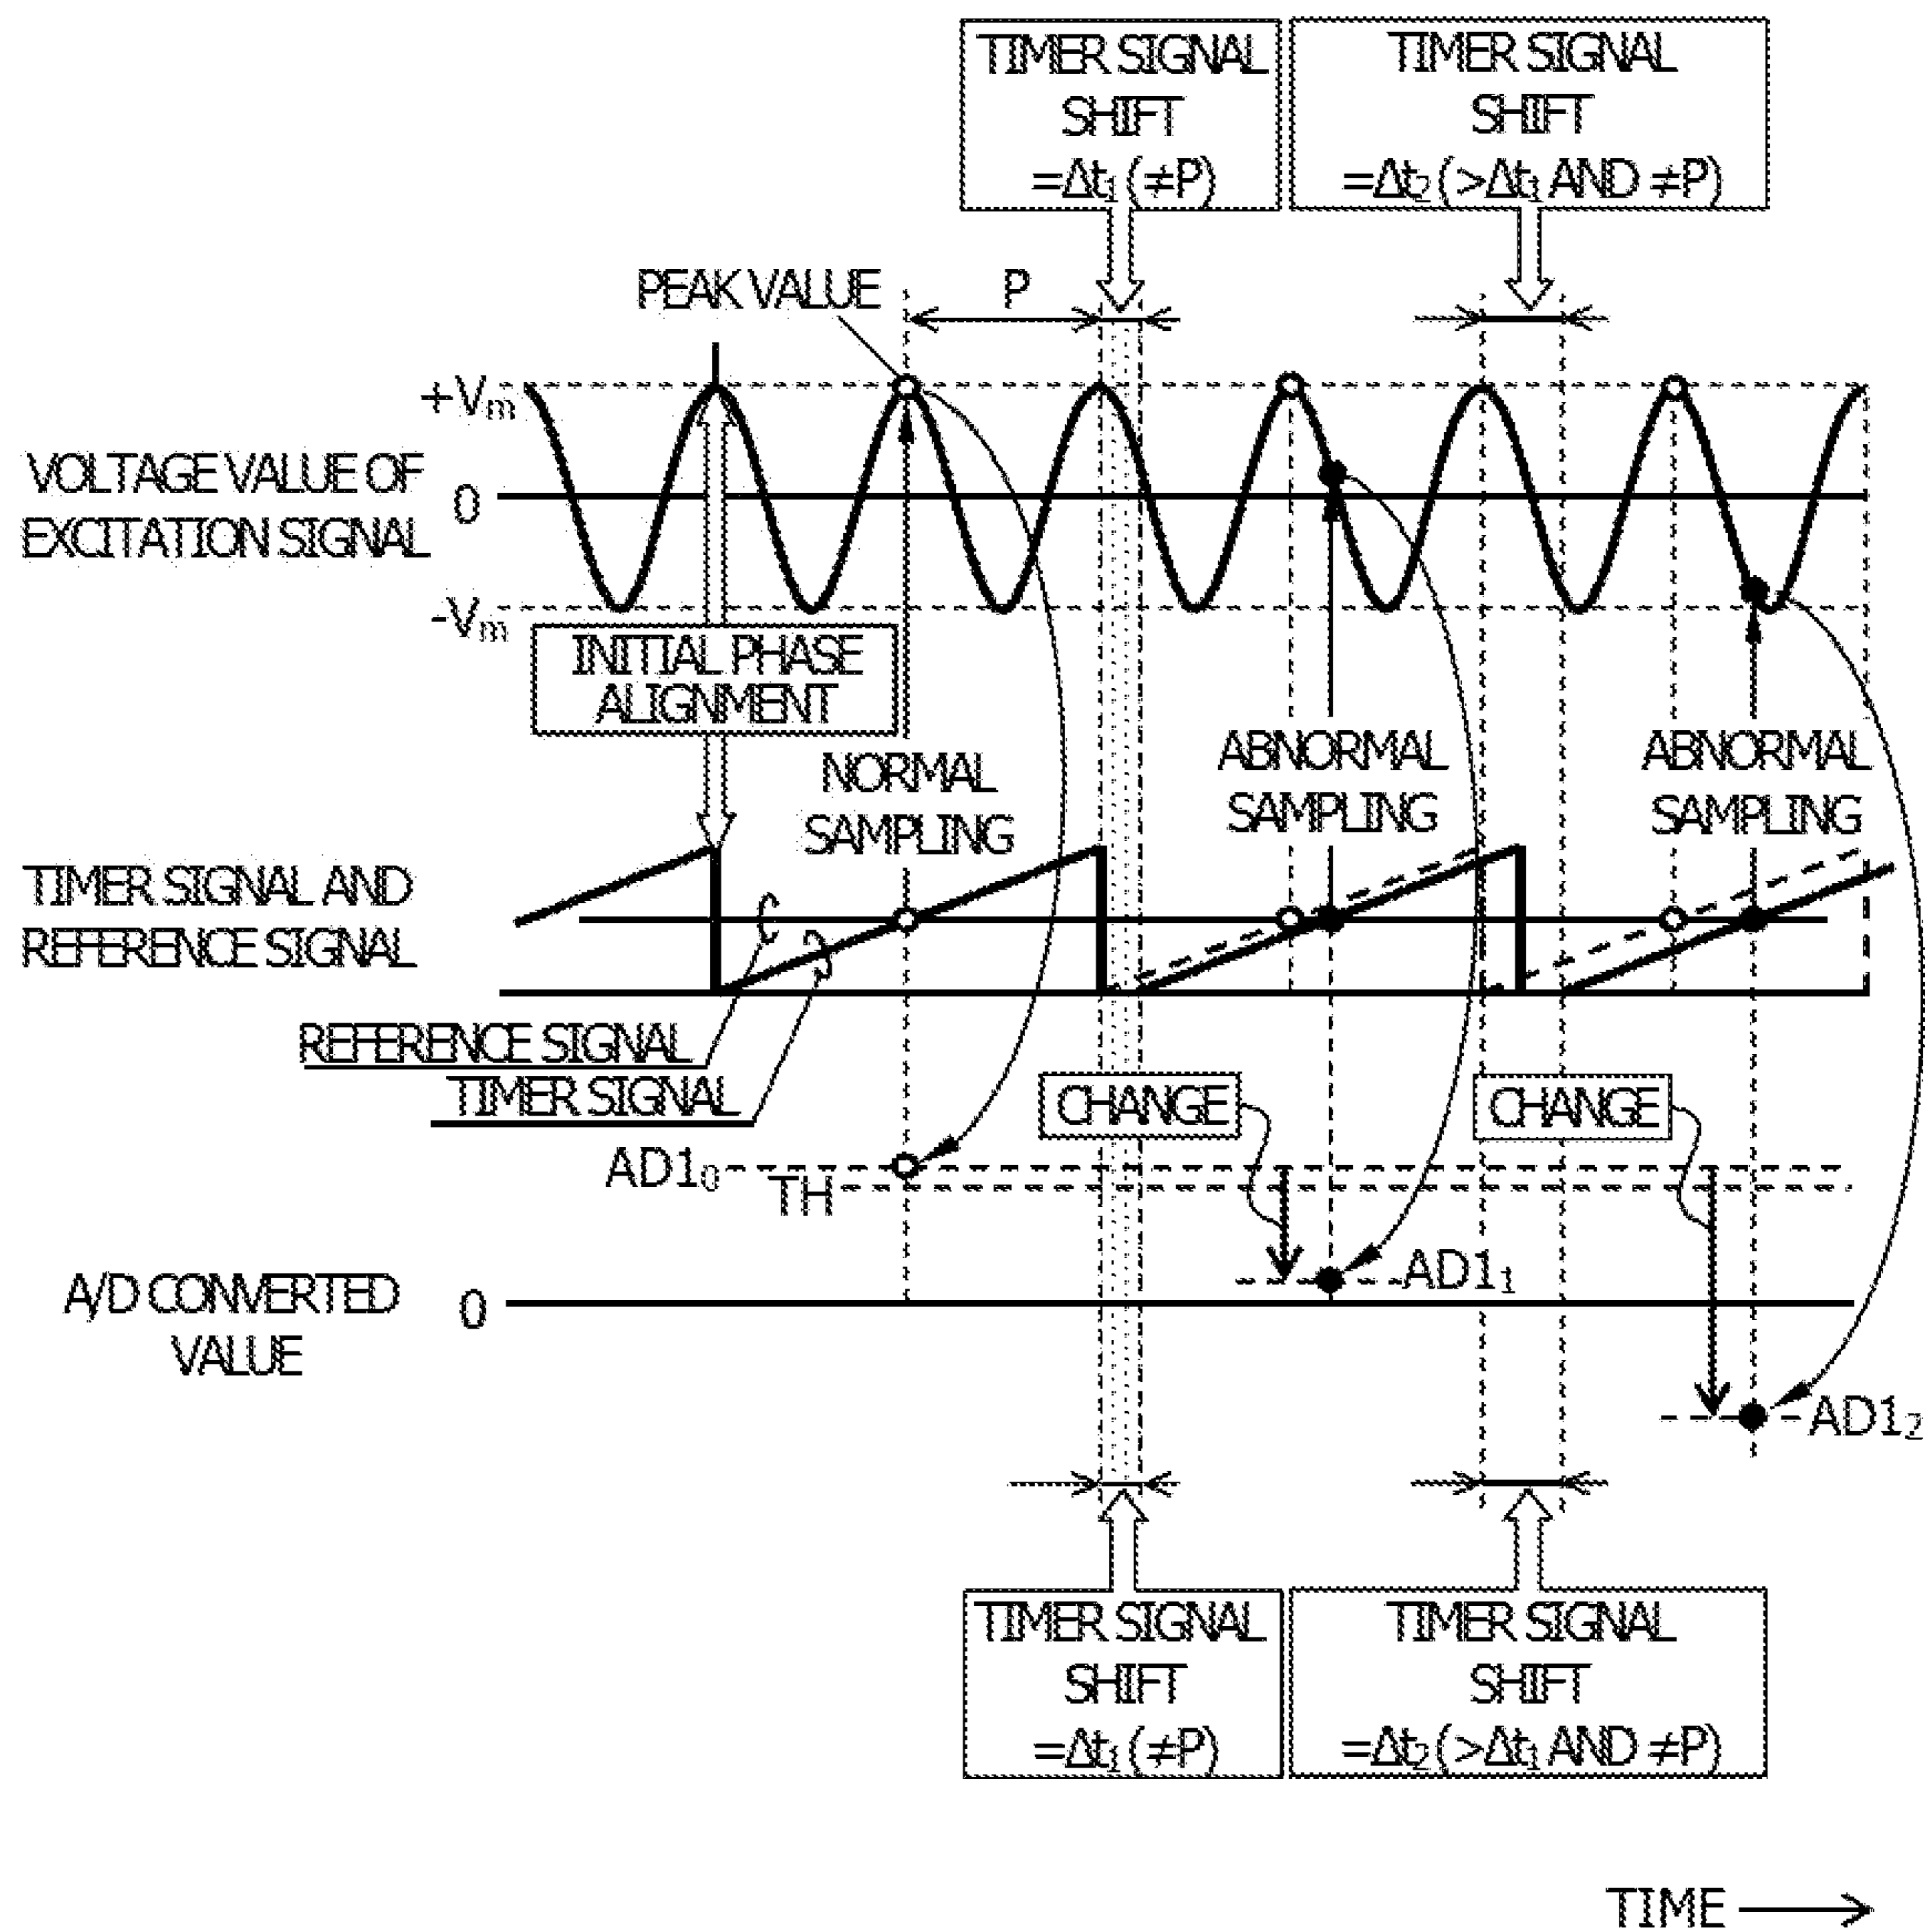 TIMER SIGNAL
SHIFT
=Δt₁ (≠P)
TIMER SIGNAL
SHIFT
=Δt₂ (>Δt₁ AND ≠P)
PEAK VALUE
P
+Vₘ
VOLTAGE VALUE OF
EXCITATION SIGNAL
0
-Vₘ
INITIAL PHASE
ALIGNMENT
NORMAL
SAMPLING
ABNORMAL
SAMPLING
ABNORMAL
SAMPLING
TIMER SIGNAL AND
REFERENCE SIGNAL
REFERENCE SIGNAL
TIMER SIGNAL
CHANGE
CHANGE
AD1₀
TH
AD1₁
A/D CONVERTED
VALUE
0
AD1₂
TIMER SIGNAL
SHIFT
=Δt₁ (≠P)
TIMER SIGNAL
SHIFT
=Δt₂ (>Δt₁ AND ≠P)
TIME